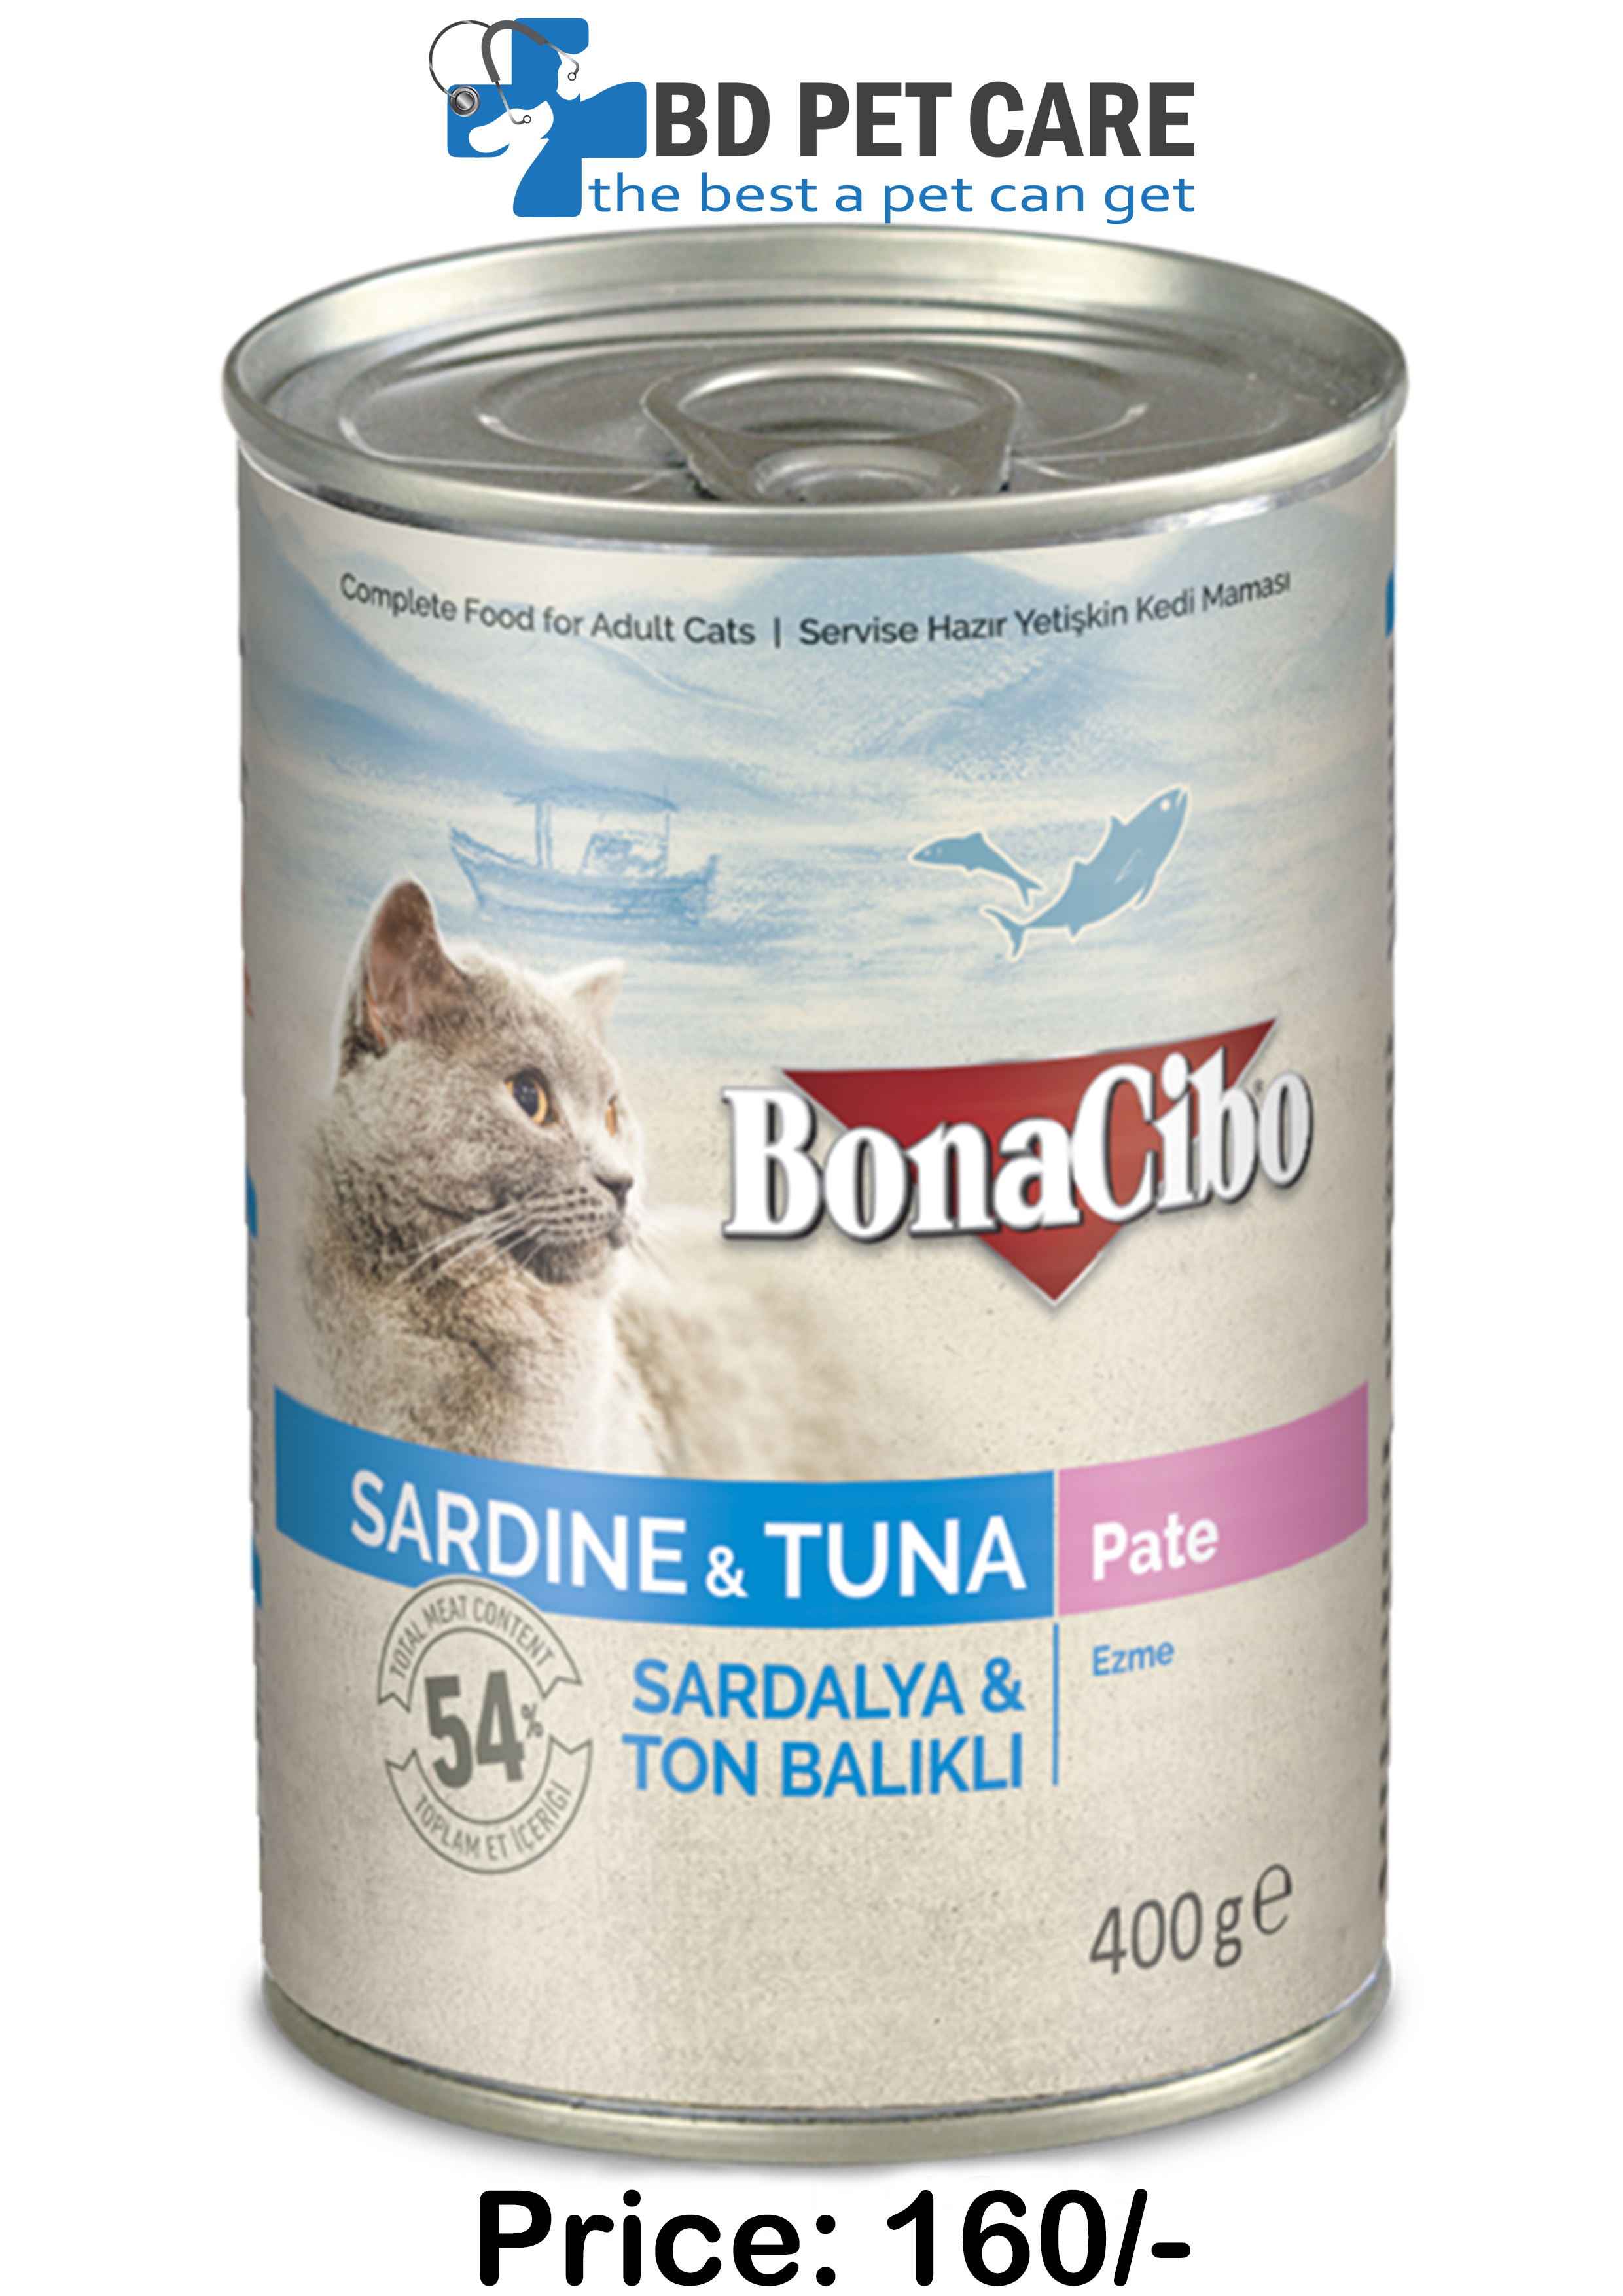 BD PET CARE
the best a pet can get
Complete Food for Adult Cats | Servise Hazır Yetişkin Kedi Maması
BonaCibo®
SARDINE & TUNA
Pate
TOTAL MEAT CONTENT
54%
TOPLAM ET İÇERİĞİ
SARDALYA &
TON BALIKLI
Ezme
400g℮
Price: 160/-